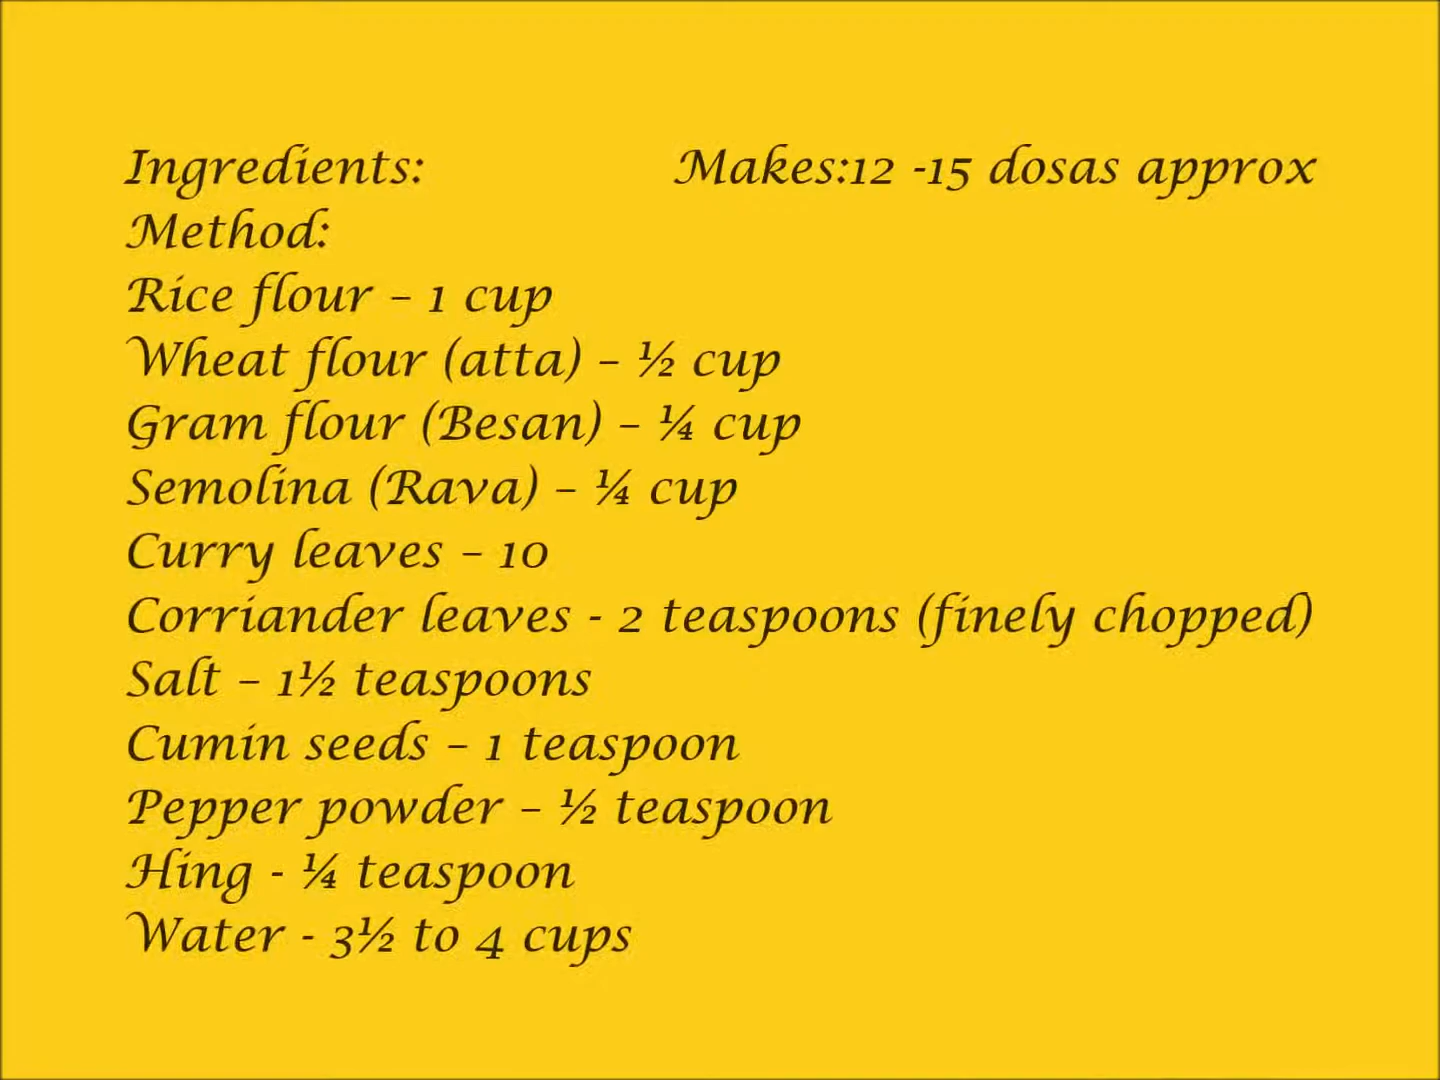 Ingredients: Makes:12 -15 dosas approx
Method:
Rice flour – 1 cup
Wheat flour (atta) – ½ cup
Gram flour (Besan) – ¼ cup
Semolina (Rava) – ¼ cup
Curry leaves – 10
Corriander leaves - 2 teaspoons (finely chopped)
Salt – 1½ teaspoons
Cumin seeds – 1 teaspoon
Pepper powder – ½ teaspoon
Hing - ¼ teaspoon
Water - 3½ to 4 cups